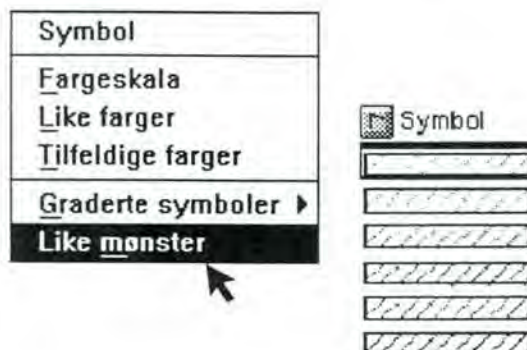 Symbol
Fargeskala
Like farger
Tilfeldige farger
Graderte symboler
Like mønster
Symbol